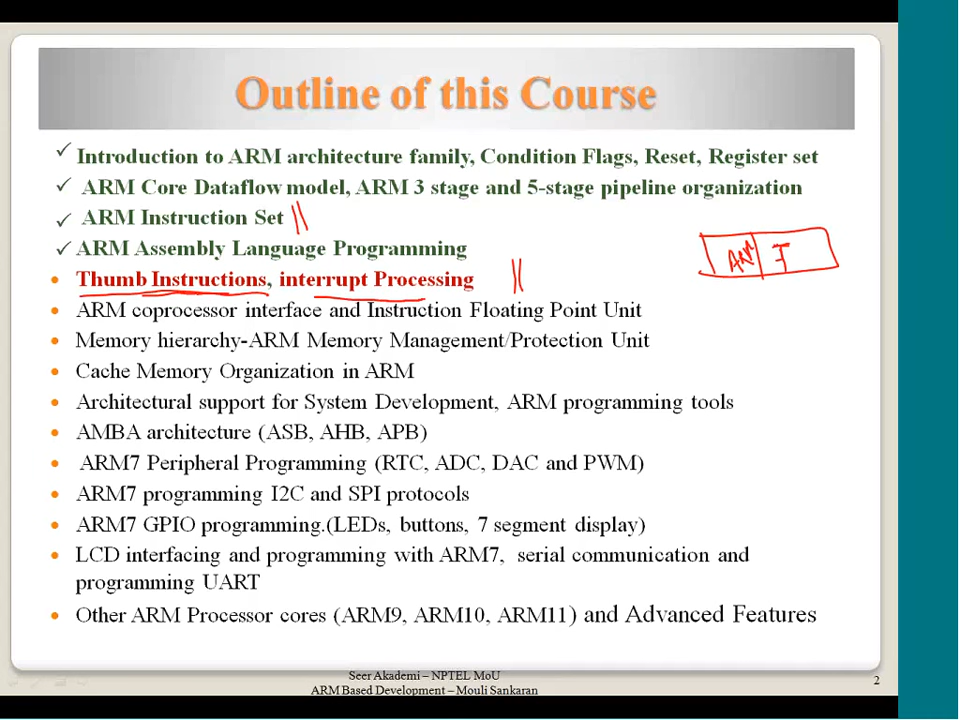 Outline of this Course
Introduction to ARM architecture family, Condition Flags, Reset, Register set
ARM Core Dataflow model, ARM 3 stage and 5-stage pipeline organization
ARM Instruction Set
ARM Assembly Language Programming
ARM
T
Thumb Instructions, interrupt Processing
ARM coprocessor interface and Instruction Floating Point Unit
Memory hierarchy-ARM Memory Management/Protection Unit
Cache Memory Organization in ARM
Architectural support for System Development, ARM programming tools
AMBA architecture (ASB, AHB, APB)
ARM7 Peripheral Programming (RTC, ADC, DAC and PWM)
ARM7 programming I2C and SPI protocols
ARM7 GPIO programming.(LEDs, buttons, 7 segment display)
LCD interfacing and programming with ARM7, serial communication and
programming UART
Other ARM Processor cores (ARM9, ARM10, ARM11) and Advanced Features
Seer Akademi – NPTEL MoU
ARM Based Development – Mouli Sankaran
2